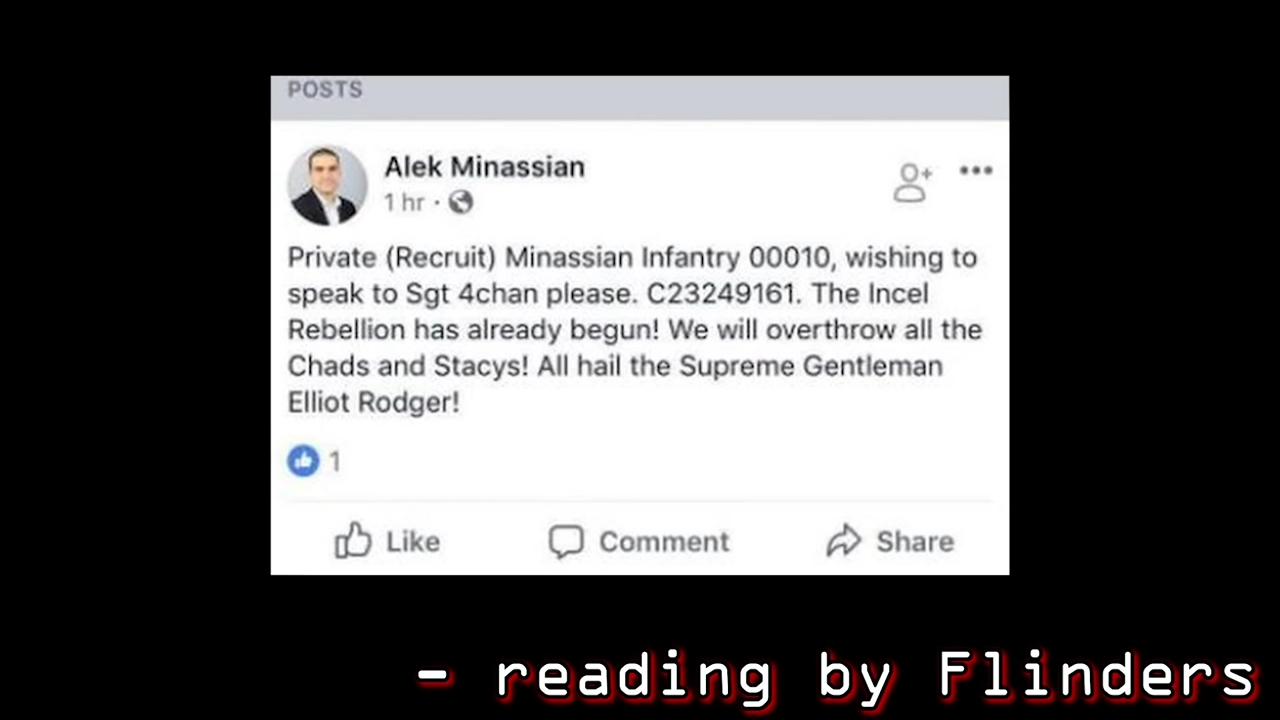 POSTS
Alek Minassian
1 hr ·
Private (Recruit) Minassian Infantry 00010, wishing to
speak to Sgt 4chan please. C23249161. The Incel
Rebellion has already begun! We will overthrow all the
Chads and Stacys! All hail the Supreme Gentleman
Elliot Rodger!
1
Like Comment Share
- reading by Flinders